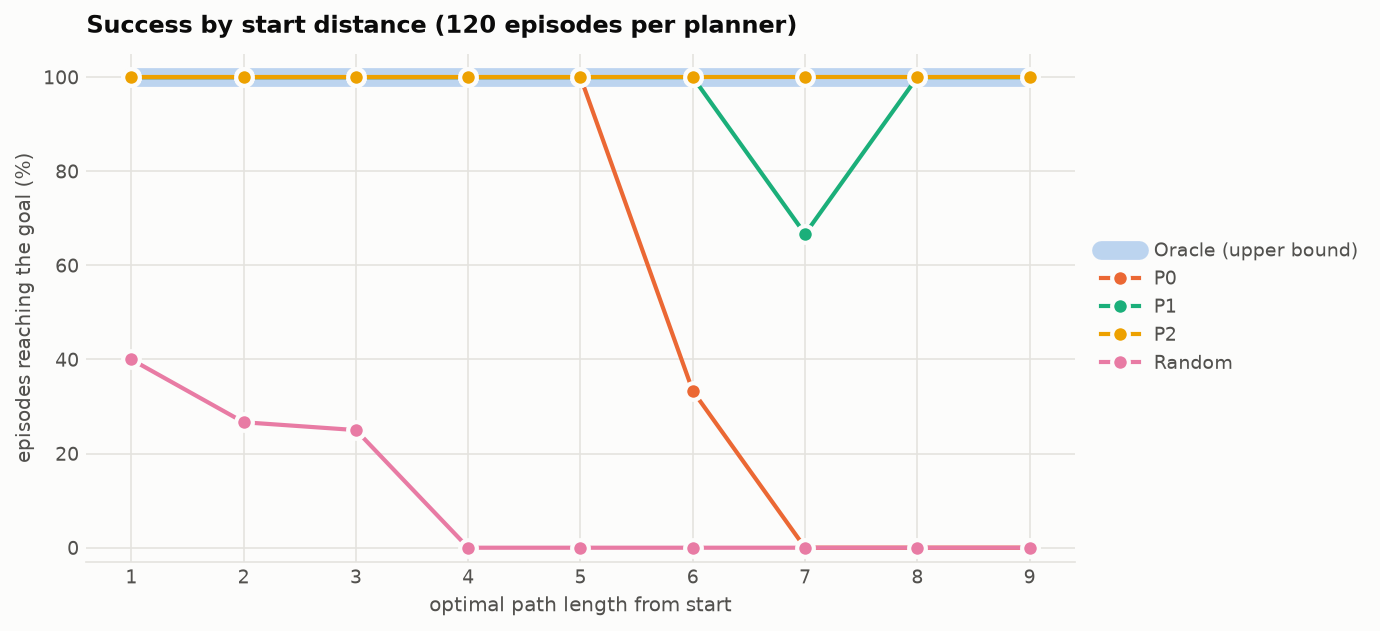 Success by start distance (120 episodes per planner)
episodes reaching the goal (%)
100
80
60
40
20
0
1 2 3 4 5 6 7 8 9
optimal path length from start
Oracle (upper bound)
P0
P1
P2
Random